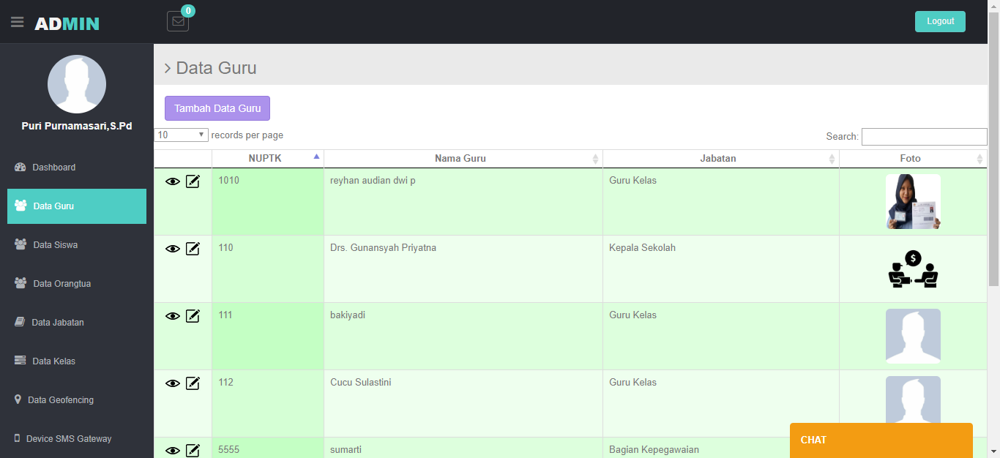 ADMIN
0
Logout
Puri Purnamasari,S.Pd
Dashboard
Data Guru
Data Siswa
Data Orangtua
Data Jabatan
Data Kelas
Data Geofencing
Device SMS Gateway
> Data Guru
Tambah Data Guru
10 records per page
Search:
NUPTK Nama Guru Jabatan Foto
1010 reyhan audian dwi p Guru Kelas
110 Drs. Gunansyah Priyatna Kepala Sekolah
$
111 bakiyadi Guru Kelas
112 Cucu Sulastini Guru Kelas
5555 sumarti Bagian Kepegawaian
CHAT